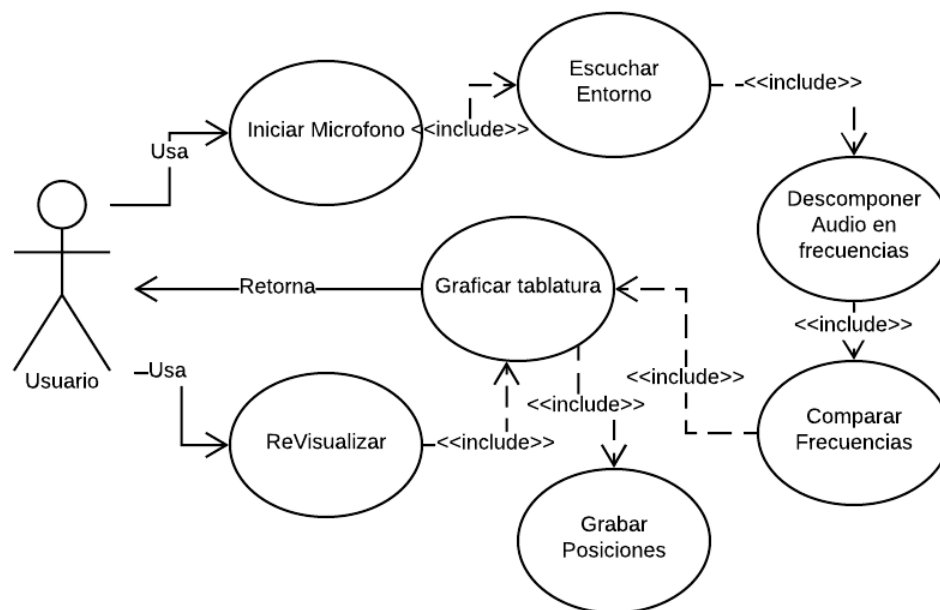 Escuchar
Entorno
<<include>>
Iniciar Microfono
<<include>>
Usa
Descomponer
Audio en
frecuencias
Graficar tablatura
Retorna
<<include>>
Usuario
Usa
<<include>>
<<include>>
Comparar
Frecuencias
ReVisualizar
<<include>>
Grabar
Posiciones